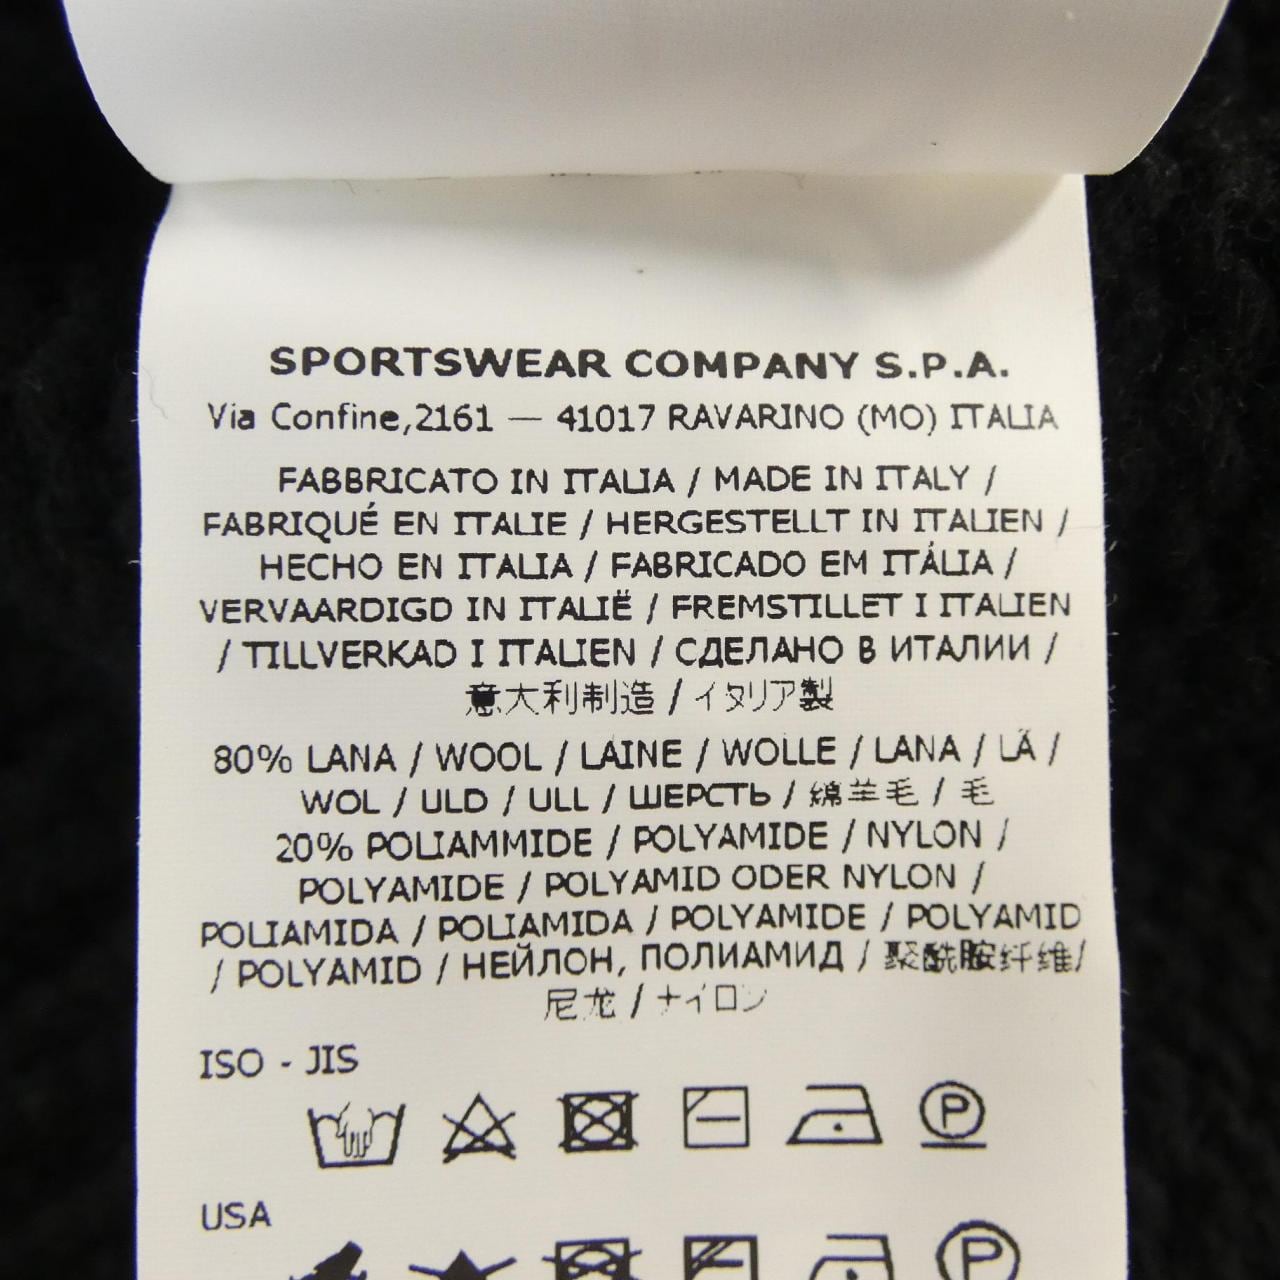 SPORTSWEAR COMPANY S.P.A.
Via Confine,2161 — 41017 RAVARINO (MO) ITALIA
FABBRICATO IN ITALIA / MADE IN ITALY /
FABRIQUÉ EN ITALIE / HERGESTELLT IN ITALIEN /
HECHO EN ITALIA / FABRICADO EM ITÁLIA /
VERVAARDIGD IN ITALIË / FREMSTILLET I ITALIEN
/ TILLVERKAD I ITALIEN / СДЕЛАНО В ИТАЛИИ /
意大利制造 / イタリア製
80% LANA / WOOL / LAINE / WOLLE / LANA / LÃ /
WOL / ULD / ULL / ШЕРСТЬ / 绵羊毛 / 毛
20% POLIAMMIDE / POLYAMIDE / NYLON /
POLYAMIDE / POLYAMID ODER NYLON /
POLIAMIDA / POLIAMIDA / POLYAMIDE / POLYAMID
/ POLYAMID / НЕЙЛОН, ПОЛИАМИД / 聚酰胺纤维/
尼龙 / ナイロン
ISO - JIS
P
USA
P